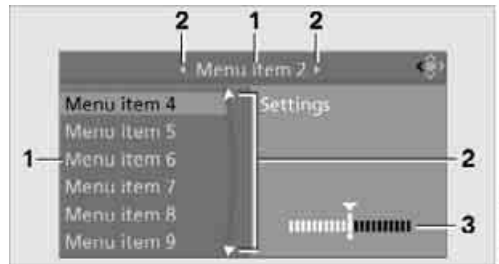 2 1 2
Menu item 2
Menu item 4 Settings
Menu item 5
1 Menu item 6 2
Menu item 7
Menu item 8 3
Menu item 9